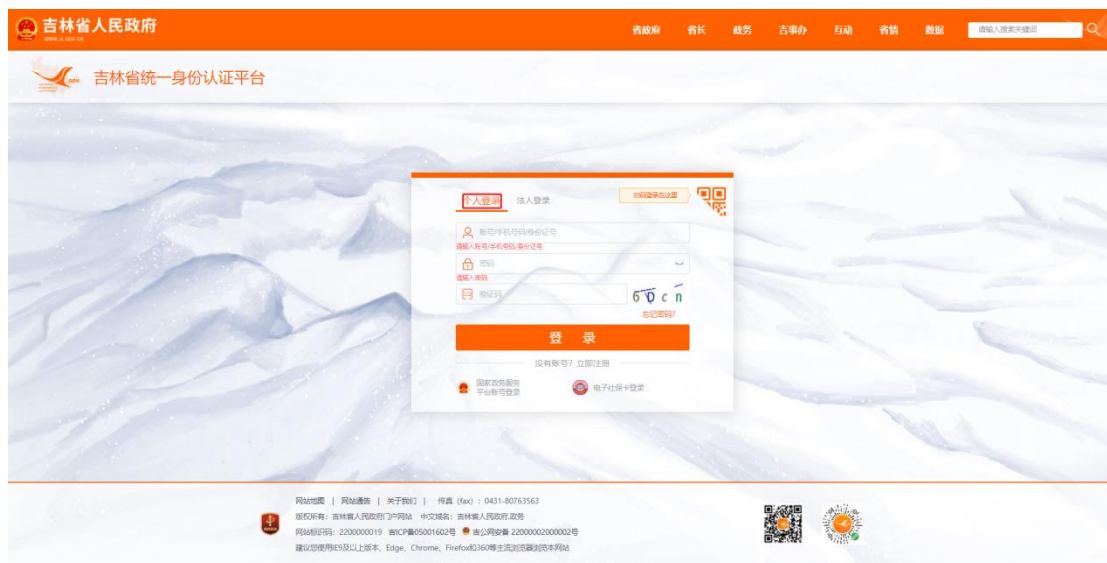 吉林省人民政府
WWW.JL.GOV.CN
省政府 省长 政务 吉事办 互动 省情 数据 请输入搜索关键词
吉林省统一身份认证平台
个人登录 法人登录 扫码登录在这里
账号/手机号码/身份证号
请输入账号/手机号码/身份证号
密码
请输入密码
验证码
6 D c n
忘记密码?
登 录
没有账号? 立即注册
国家政务服务
平台账号登录
电子社保卡登录
网站地图 | 网站通告 | 关于我们 | 传真 (fax) : 0431-80763563
版权所有: 吉林省人民政府门户网站 中文域名: 吉林省人民政府.政务
网站标识码: 2200000019 吉ICP备05001602号 吉公网安备 22000002000002号
建议您使用IE9及以上版本, Edge, Chrome, Firefox和360等主流浏览器浏览本网站